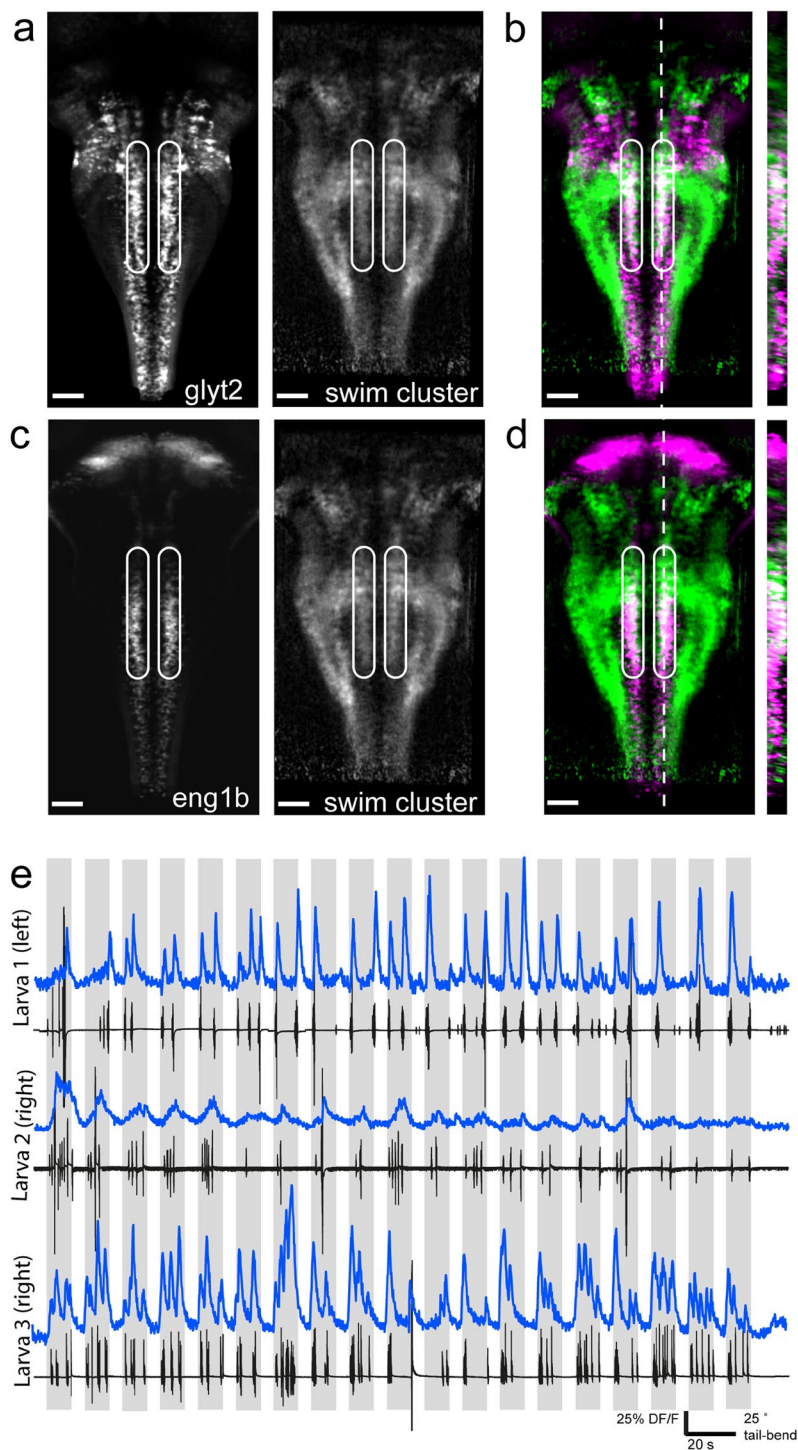 a
b
glyt2
swim cluster
c
d
eng1b
swim cluster
e
Larva 1 (left)
Larva 2 (right)
Larva 3 (right)
25% DF/F
25 °
tail-bend
20 s